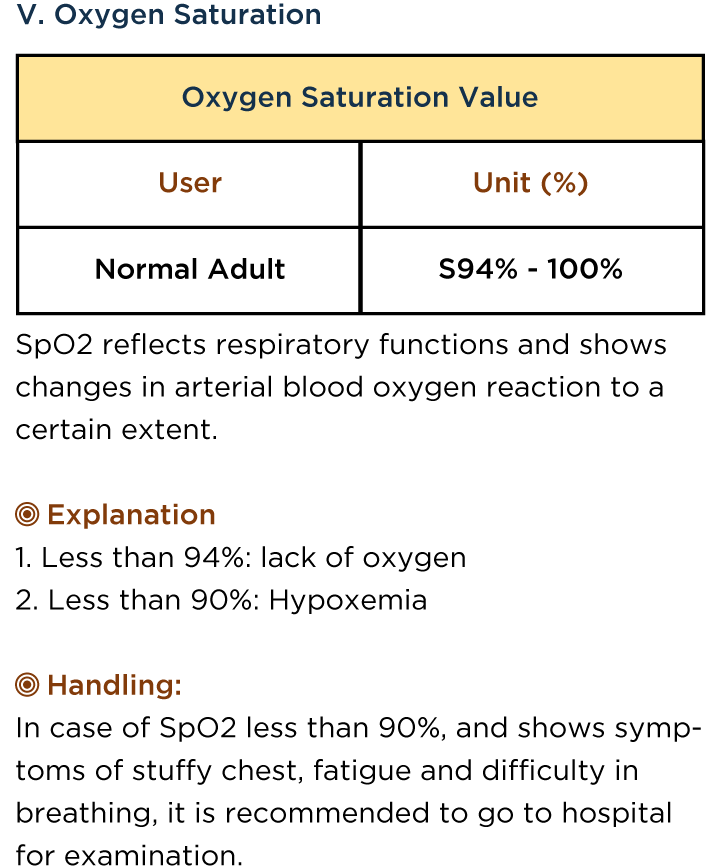 V. Oxygen Saturation
Oxygen Saturation Value
User
Unit (%)
Normal Adult
S94% - 100%
SpO2 reflects respiratory functions and shows
changes in arterial blood oxygen reaction to a
certain extent.
Explanation
1. Less than 94%: lack of oxygen
2. Less than 90%: Hypoxemia
Handling:
In case of SpO2 less than 90%, and shows symp-
toms of stuffy chest, fatigue and difficulty in
breathing, it is recommended to go to hospital
for examination.